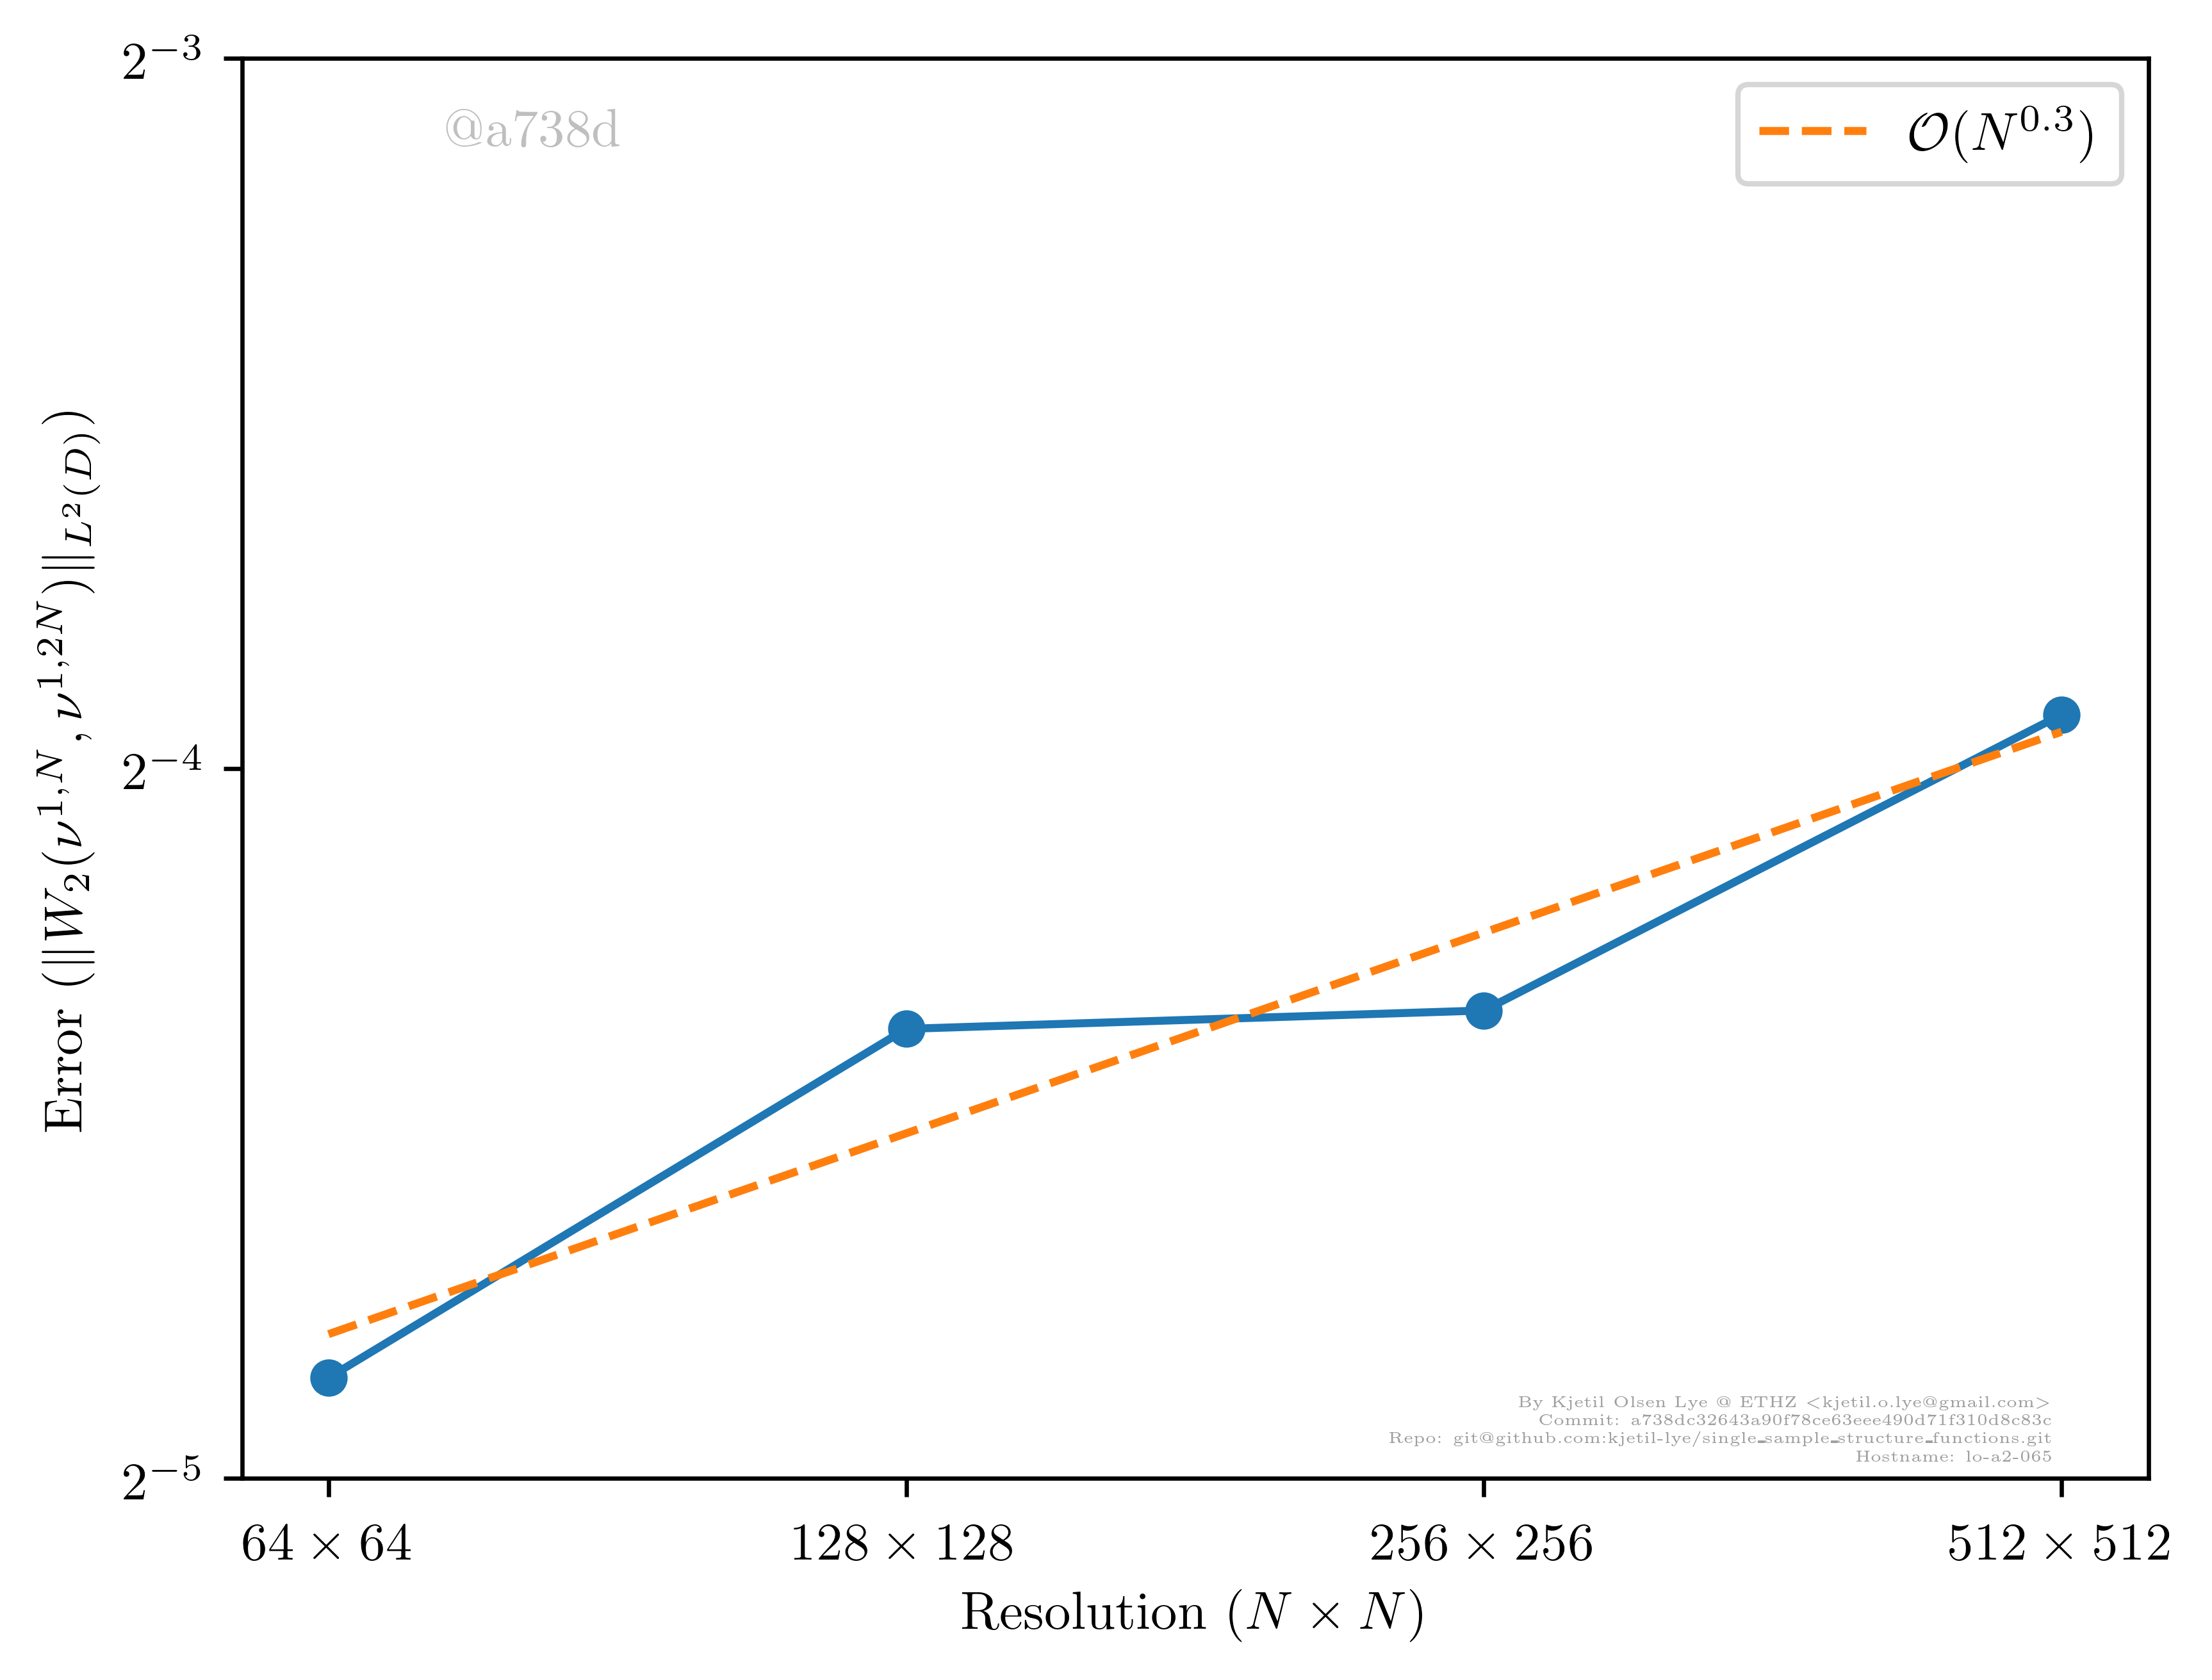 2⁻³
@a738d
𝒪(N^{0.3})
Error (||W₂(ν^{1,N}, ν^{1,2N})||_{L²(D)})
2⁻⁴
By Kjetil Olsen Lye @ ETHZ <kjetil.o.lye@gmail.com>
Commit: a738dc32643a90f78ce63eee490d71f310d8c83c
Repo: git@github.com:kjetil-lye/single_sample_structure_functions.git
Hostname: lo-a2-065
2⁻⁵
64 × 64 128 × 128 256 × 256 512 × 512
Resolution (N × N)